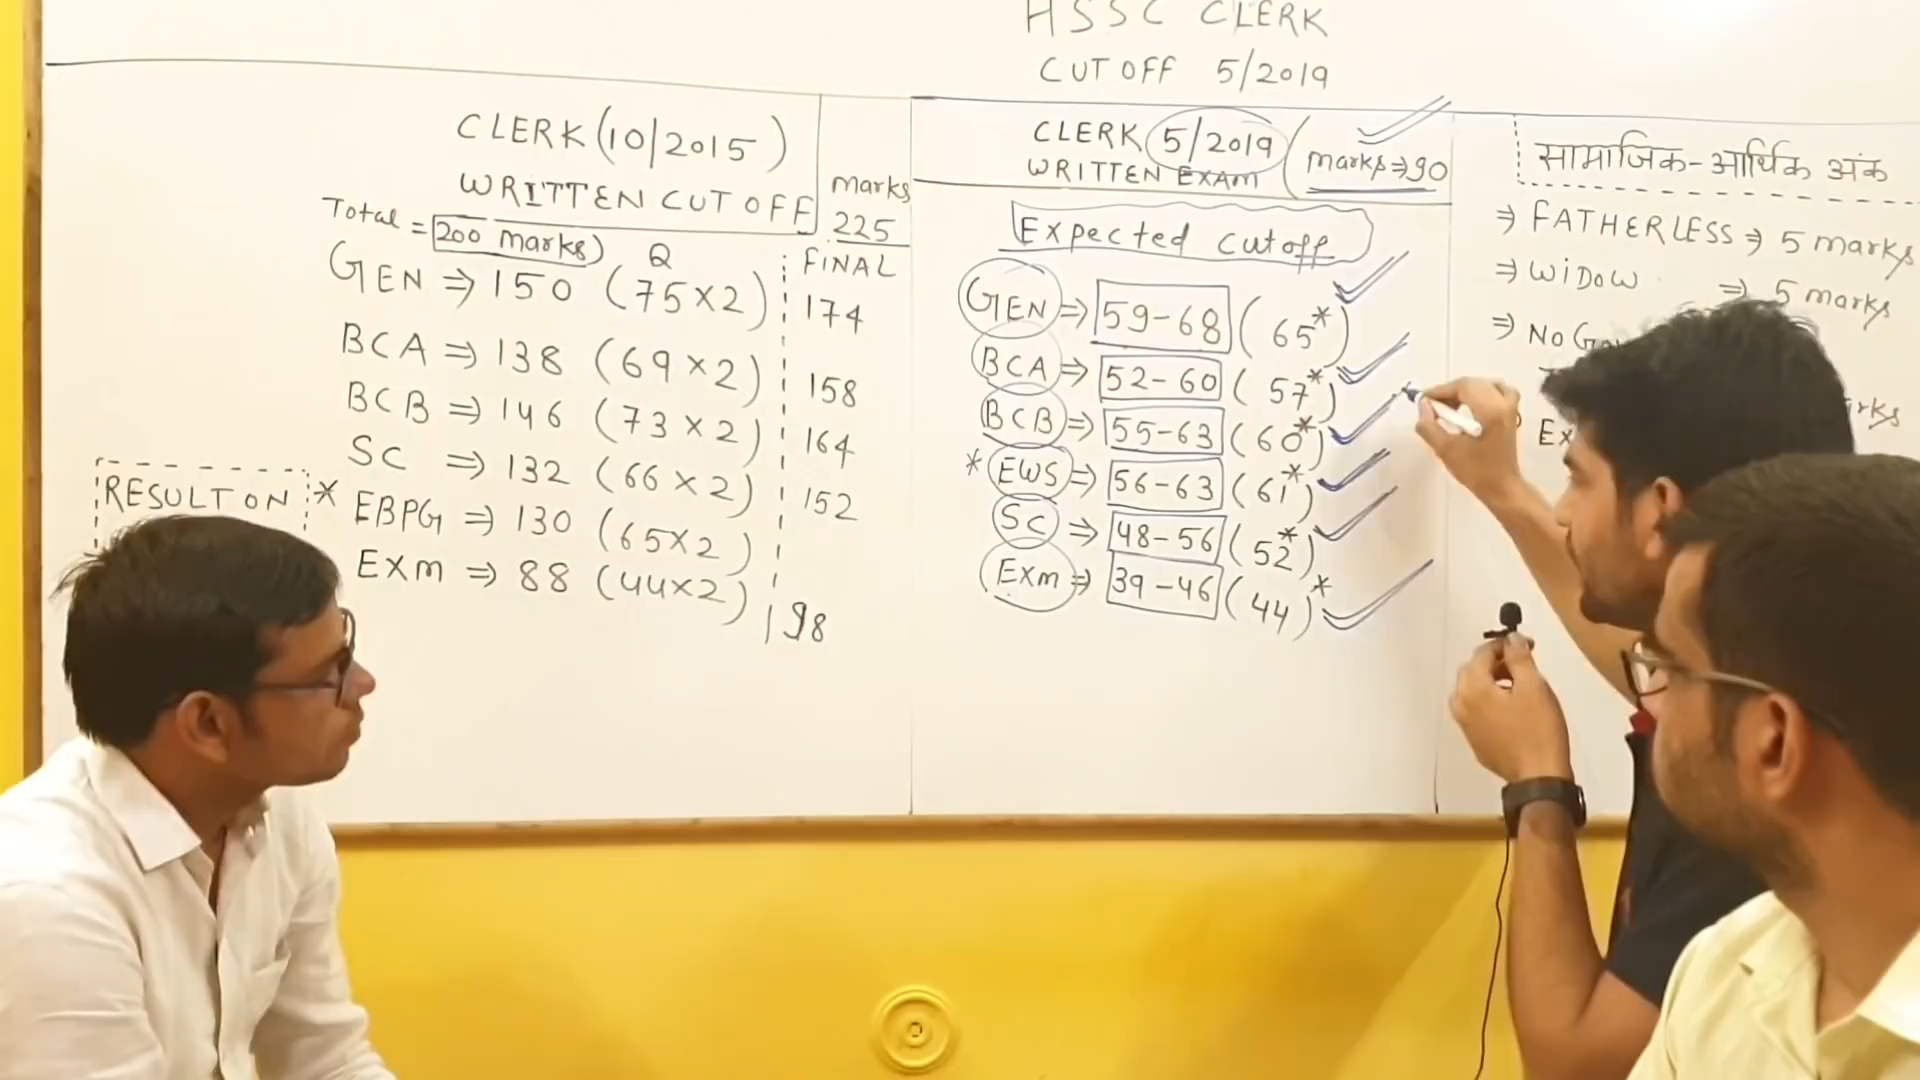 HSSC CLERK
CUT OFF 5/2019
CLERK (10/2015)
WRITTEN CUT OFF
marks
225
Total = 200 marks) Q
FINAL
GEN ⇒ 150 (75×2) 174
BCA ⇒ 138 (69×2) 158
BCB ⇒ 146 (73×2) 164
SC ⇒ 132 (66×2) 152
* EBPG ⇒ 130 (65×2)
EXM ⇒ 88 (44×2) 98
RESULT ON
CLERK 5/2019 (marks⇒90
WRITTEN EXAM
Expected cutoff
GEN ⇒ 59-68 (65*)
BCA ⇒ 52-60 (57*)
BCB ⇒ 55-63 (60*)
* EWS ⇒ 56-63 (61*)
SC ⇒ 48-56 (52*)
EXM ⇒ 39-46 (44)*
सामाजिक-आर्थिक अंक
⇒ FATHERLESS ⇒ 5 marks
⇒ WIDOW ⇒ 5 marks
⇒ NO